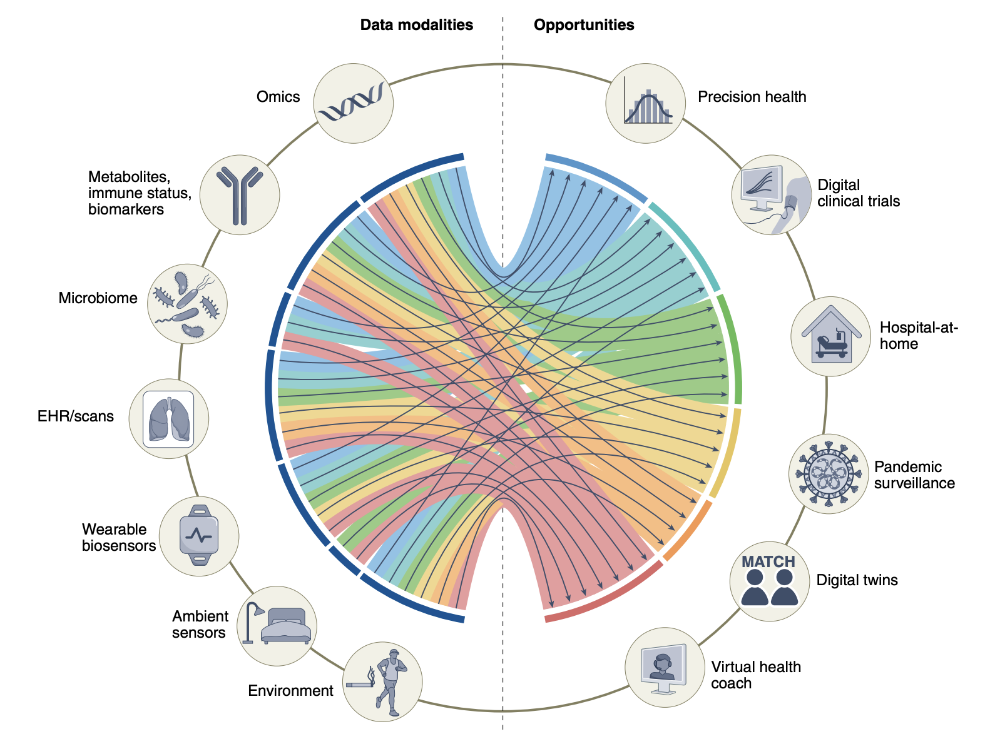 Data modalities
Opportunities
Omics
Metabolites,
immune status,
biomarkers
Microbiome
EHR/scans
Wearable
biosensors
Ambient
sensors
Environment
Precision health
Digital
clinical trials
Hospital-at-
home
Pandemic
surveillance
MATCH
Digital twins
Virtual health
coach